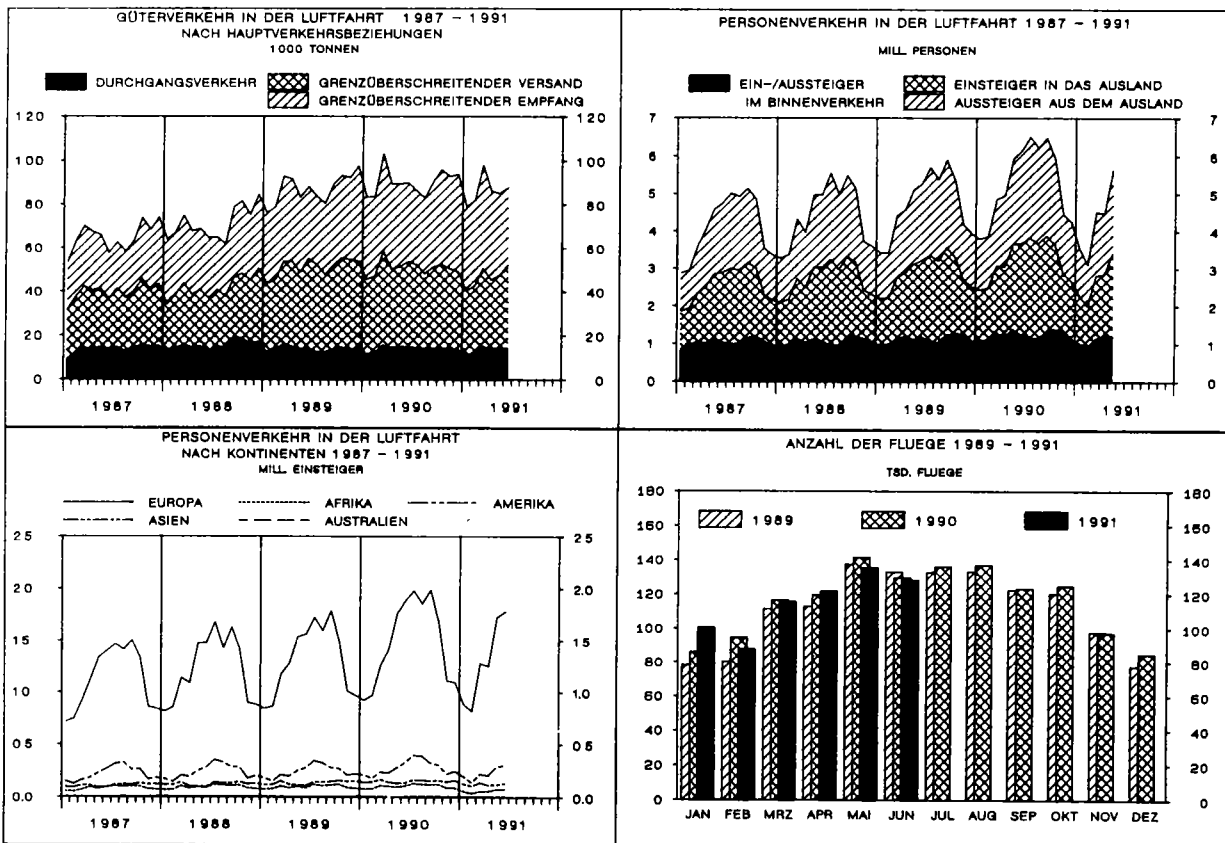 GÜTERVERKEHR IN DER LUFTFAHRT 1987 - 1991
NACH HAUPTVERKEHRSBEZIEHUNGEN
1000 TONNEN
DURCHGANGSVERKEHR
GRENZÜBERSCHREITENDER VERSAND
GRENZÜBERSCHREITENDER EMPFANG
120 120
100 100
80 80
60 60
40 40
20 20
0 0
1987 1988 1989 1990 1991
PERSONENVERKEHR IN DER LUFTFAHRT 1987 - 1991
MILL. PERSONEN
EIN-/AUSSTEIGER
IM BINNENVERKEHR
EINSTEIGER IN DAS AUSLAND
AUSSTEIGER AUS DEM AUSLAND
7 7
6 6
5 5
4 4
3 3
2 2
1 1
0 0
1987 1988 1989 1990 1991
PERSONENVERKEHR IN DER LUFTFAHRT
NACH KONTINENTEN 1987 - 1991
MILL. EINSTEIGER
EUROPA AFRIKA AMERIKA
ASIEN AUSTRALIEN
2.5 2.5
2.0 2.0
1.5 1.5
1.0 1.0
0.5 0.5
0.0 0.0
1987 1988 1989 1990 1991
ANZAHL DER FLUEGE 1989 - 1991
TSD. FLUEGE
1989 1990 1991
180 180
160 160
140 140
120 120
100 100
80 80
60 60
40 40
20 20
0 0
JAN FEB MRZ APR MAI JUN JUL AUG SEP OKT NOV DEZ